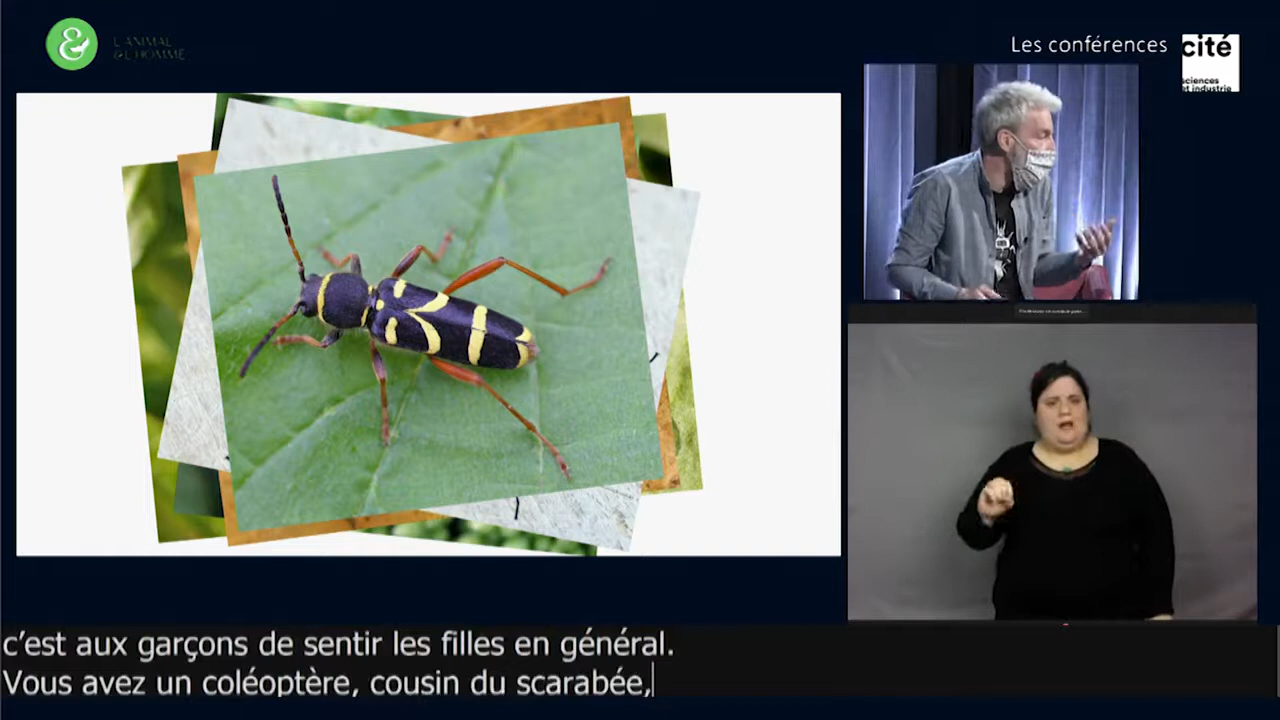 &
L'ANIMAL
& L'HOMME
Les conférences
cité
sciences
et industrie
c'est aux garçons de sentir les filles en général.
Vous avez un coléoptère, cousin du scarabée,